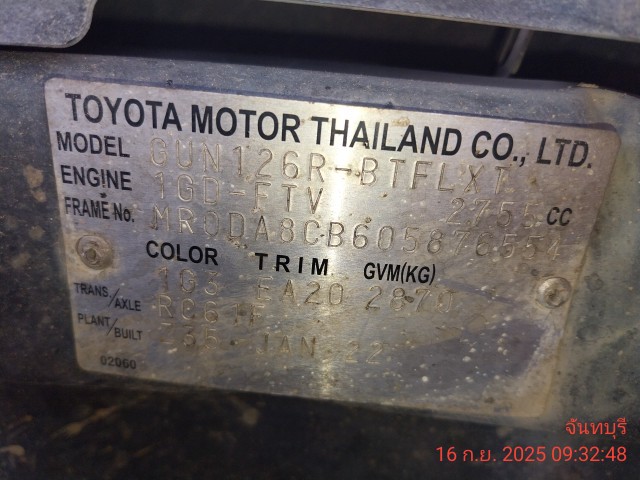 TOYOTA MOTOR THAILAND CO., LTD.
MODEL GUN126R-BTFLXT
ENGINE 1GD-FTV 2755 CC
FRAME No. MR0DA8CB605876554
COLOR TRIM GVM(KG)
1G3 EA20 2870
TRANS./AXLE
PLANT/BUILT JAN
02060
จันทบุรี
16 ก.ย. 2025 09:32:48